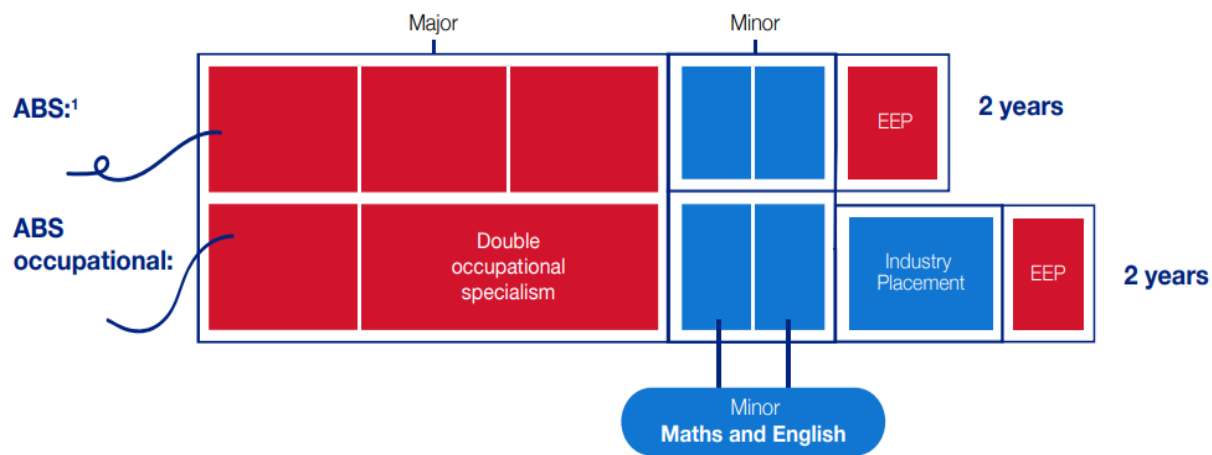 Major
Minor
ABS:¹
EEP
2 years
ABS
occupational:
Double
occupational
specialism
Industry
Placement
EEP
2 years
Minor
Maths and English